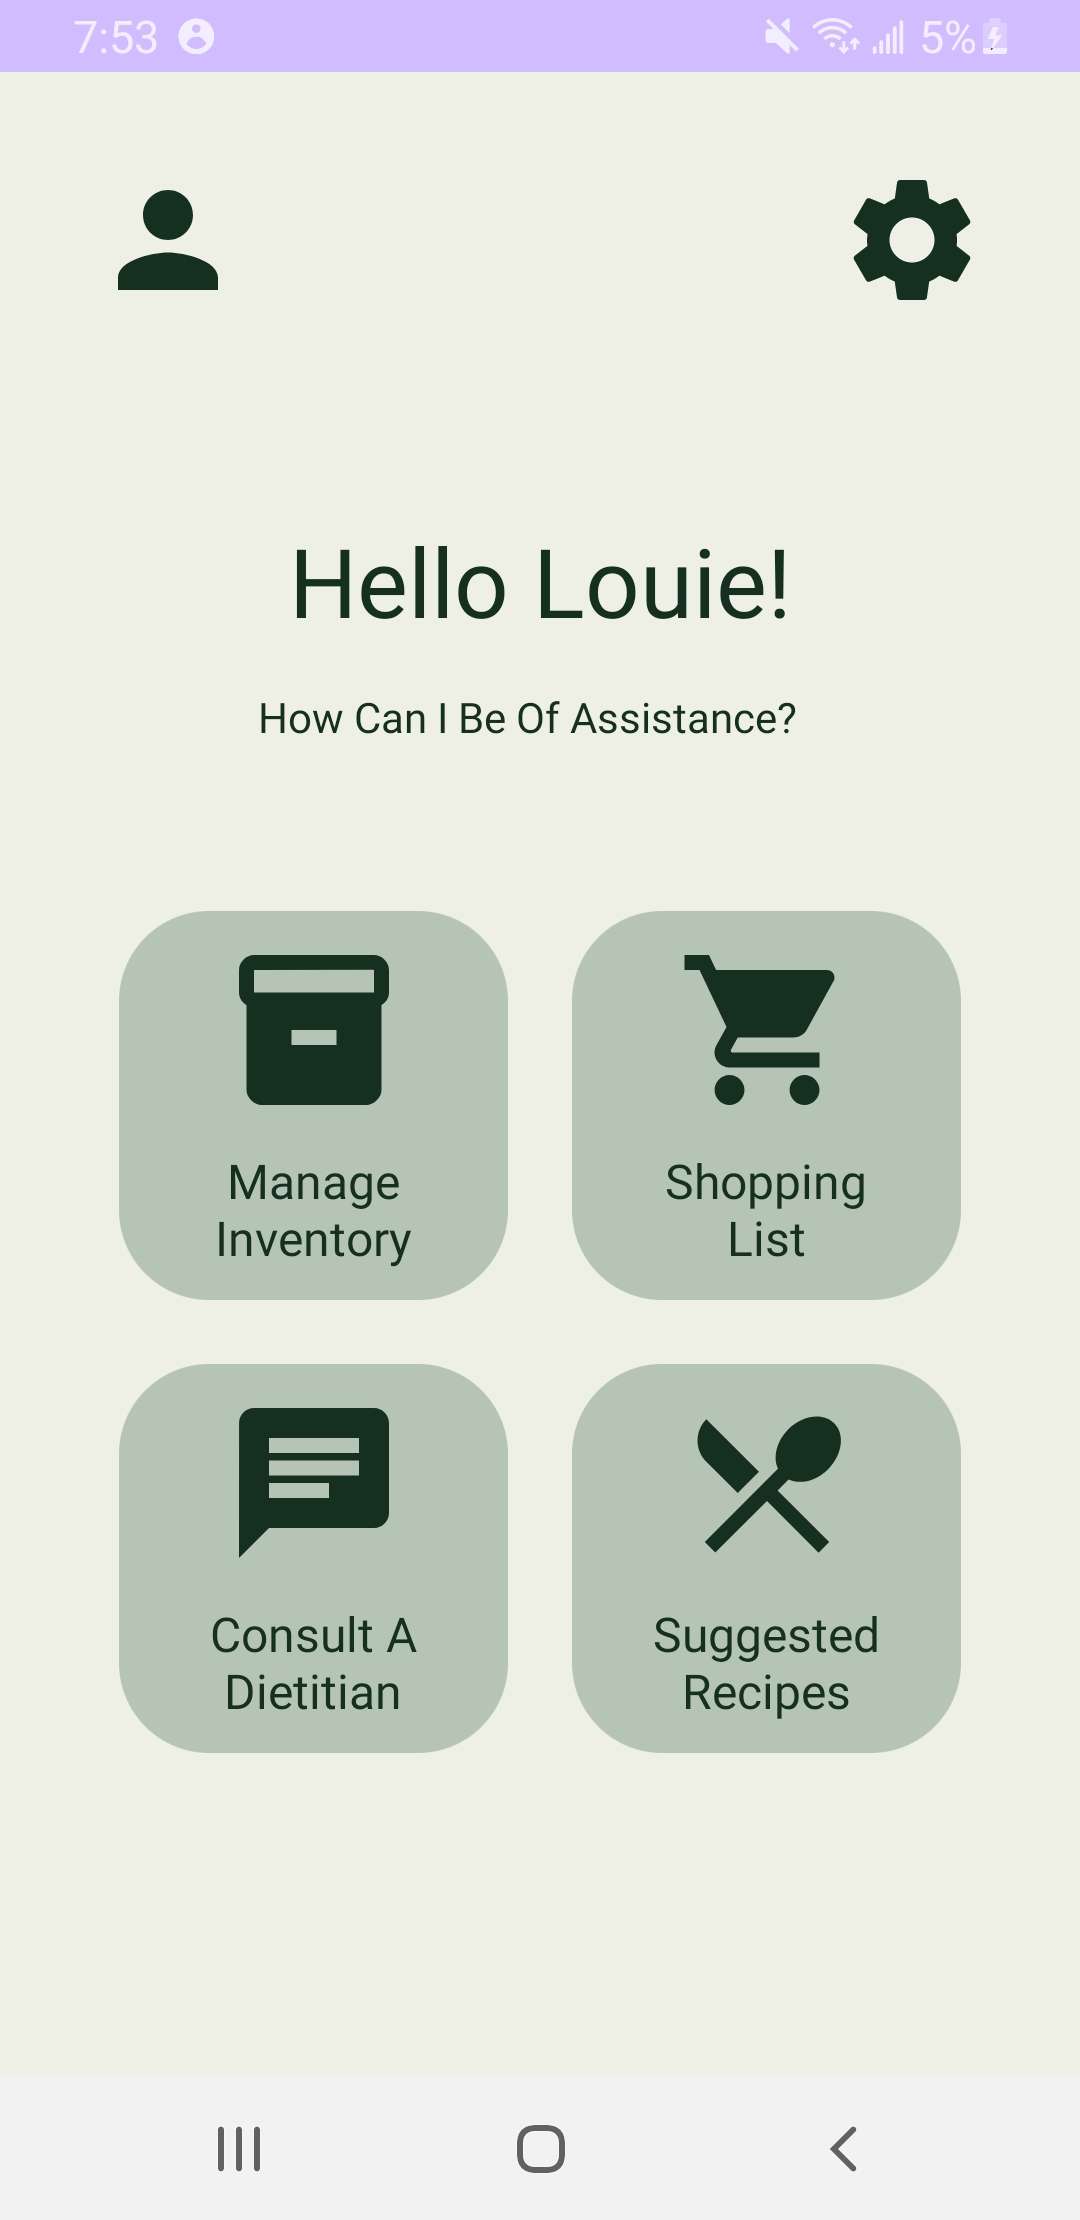 7:53 5%
Hello Louie!
How Can I Be Of Assistance?
Manage
Inventory
Shopping
List
Consult A
Dietitian
Suggested
Recipes